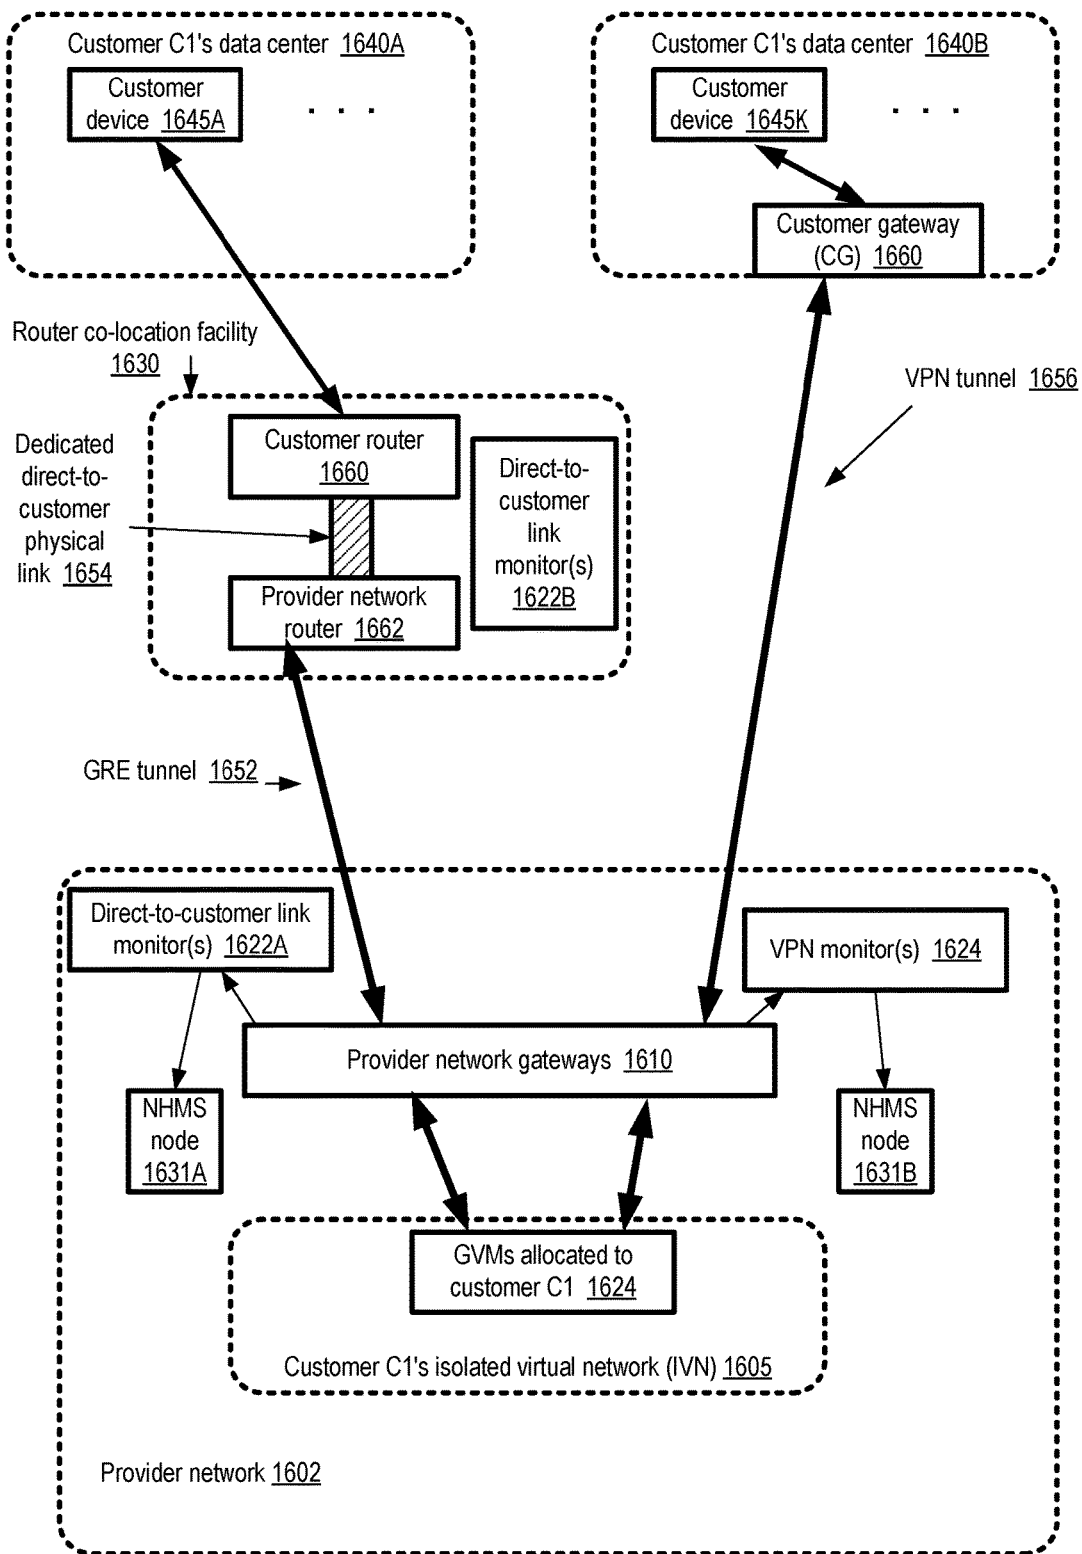 Customer C1's data center 1640A
Customer
device 1645A
. . .
Customer C1's data center 1640B
Customer
device 1645K
. . .
Customer gateway
(CG) 1660
Router co-location facility
1630
VPN tunnel 1656
Dedicated
direct-to-
customer
physical
link 1654
Customer router
1660
Direct-to-
customer
link
monitor(s)
1622B
Provider network
router 1662
GRE tunnel 1652
Direct-to-customer link
monitor(s) 1622A
VPN monitor(s) 1624
Provider network gateways 1610
NHMS
node
1631A
NHMS
node
1631B
GVMs allocated to
customer C1 1624
Customer C1's isolated virtual network (IVN) 1605
Provider network 1602